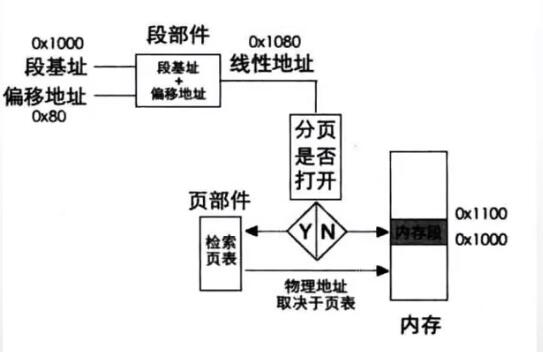 0x1000
段基址
偏移地址
0x80
段部件
段基址
+
偏移地址
0x1080
线性地址
分页
是否
打开
Y N
页部件
检索
页表
物理地址
取决于页表
内存段
0x1100
0x1000
内存